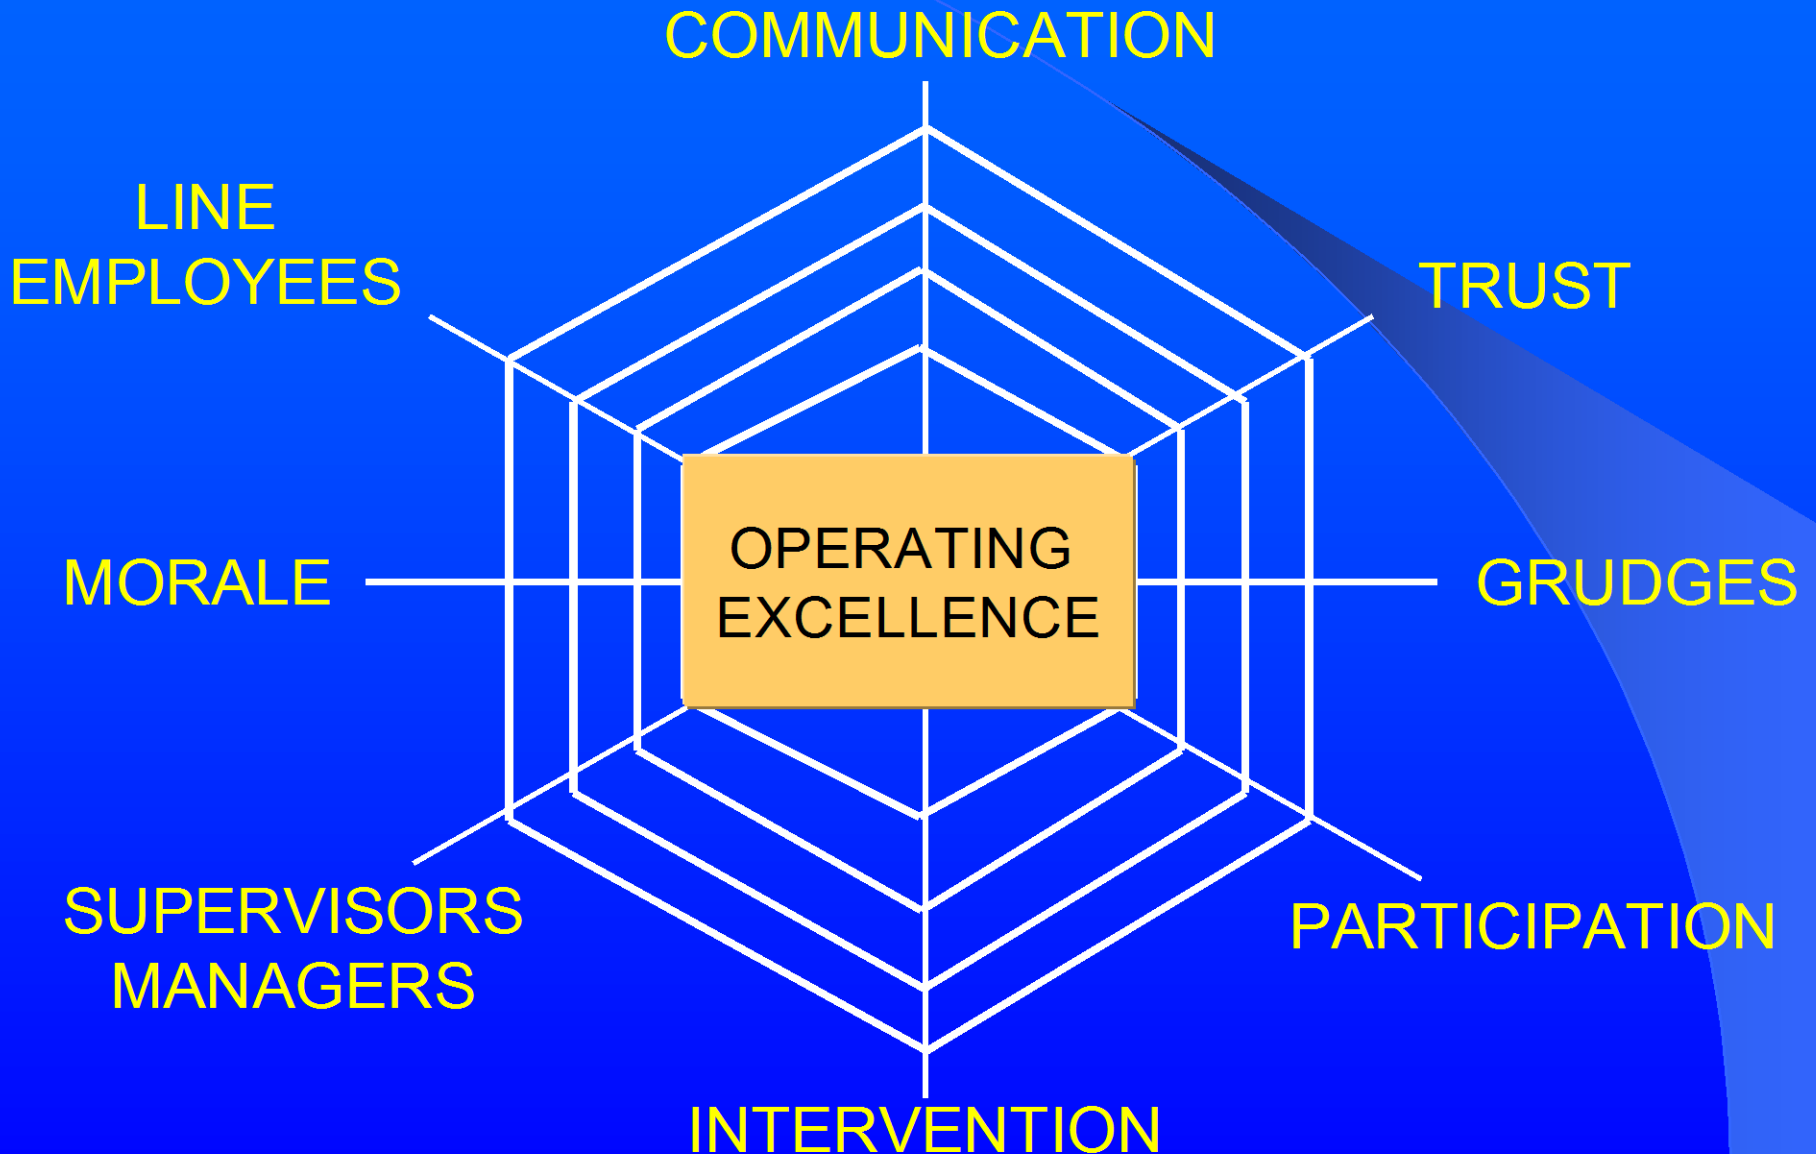 COMMUNICATION
LINE
EMPLOYEES
TRUST
MORALE
OPERATING
EXCELLENCE
GRUDGES
SUPERVISORS
MANAGERS
PARTICIPATION
INTERVENTION